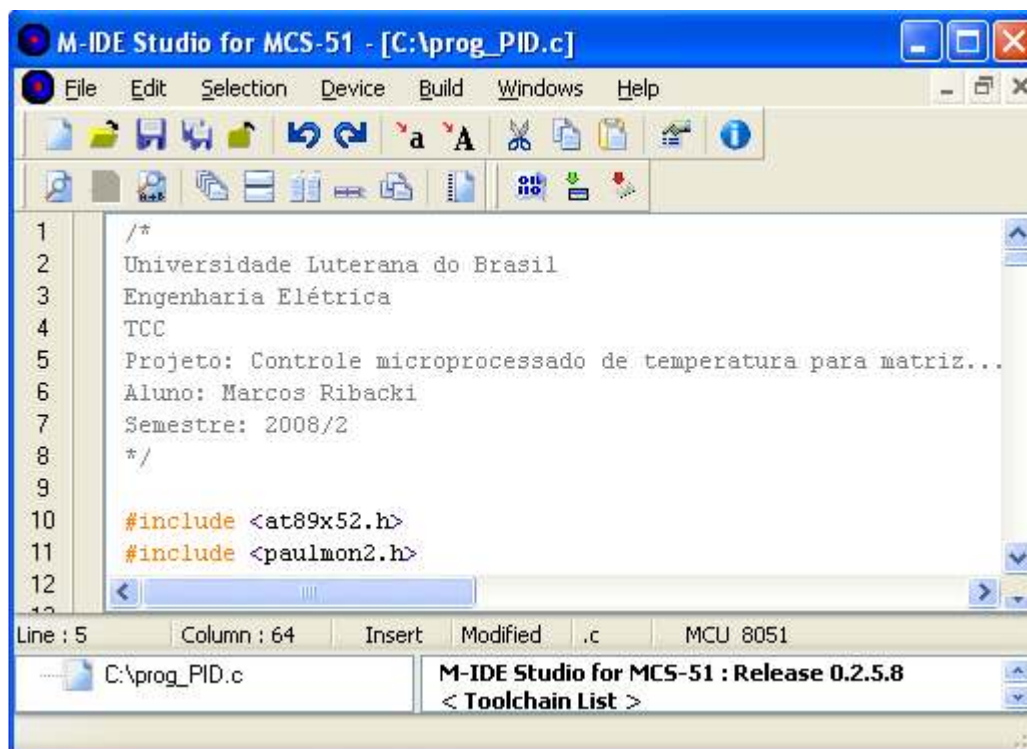 M-IDE Studio for MCS-51 - [C:\prog_PID.c]
File Edit Selection Device Build Windows Help
1 /*
2 Universidade Luterana do Brasil
3 Engenharia Elétrica
4 TCC
5 Projeto: Controle microprocessado de temperatura para matriz...
6 Aluno: Marcos Ribacki
7 Semestre: 2008/2
8 */
9
10 #include <at89x52.h>
11 #include <paulmon2.h>
12
Line : 5 Column : 64 Insert Modified .c MCU 8051
C:\prog_PID.c
M-IDE Studio for MCS-51 : Release 0.2.5.8
< Toolchain List >